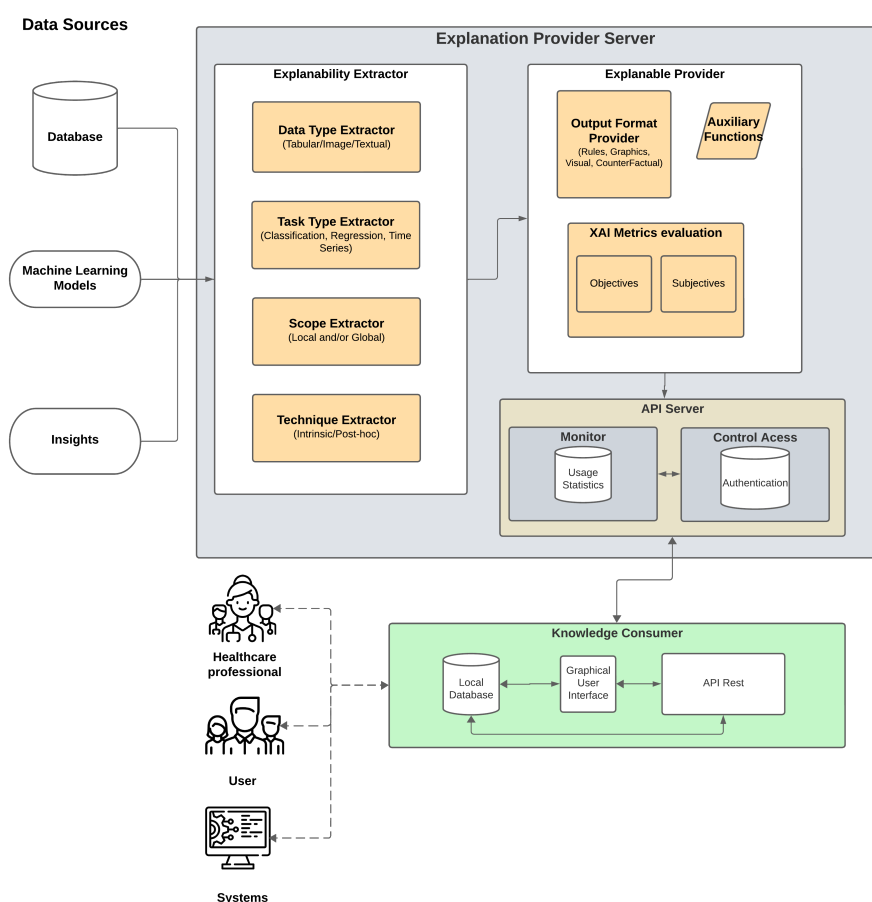 Data Sources
Explanation Provider Server
Explanability Extractor
Explanable Provider
Database
Data Type Extractor
(Tabular/Image/Textual)
Output Format
Provider
(Rules, Graphics,
Visual, CounterFactual)
Auxiliary
Functions
Task Type Extractor
(Classification, Regression, Time
Series)
XAI Metrics evaluation
Objectives
Subjectives
Machine Learning
Models
Scope Extractor
(Local and/or Global)
Technique Extractor
(Intrinsic/Post-hoc)
Insights
API Server
Monitor
Usage
Statistics
Control Acess
Authentication
Knowledge Consumer
Local
Database
Graphical
User
Interface
API Rest
Healthcare
professional
User
Systems